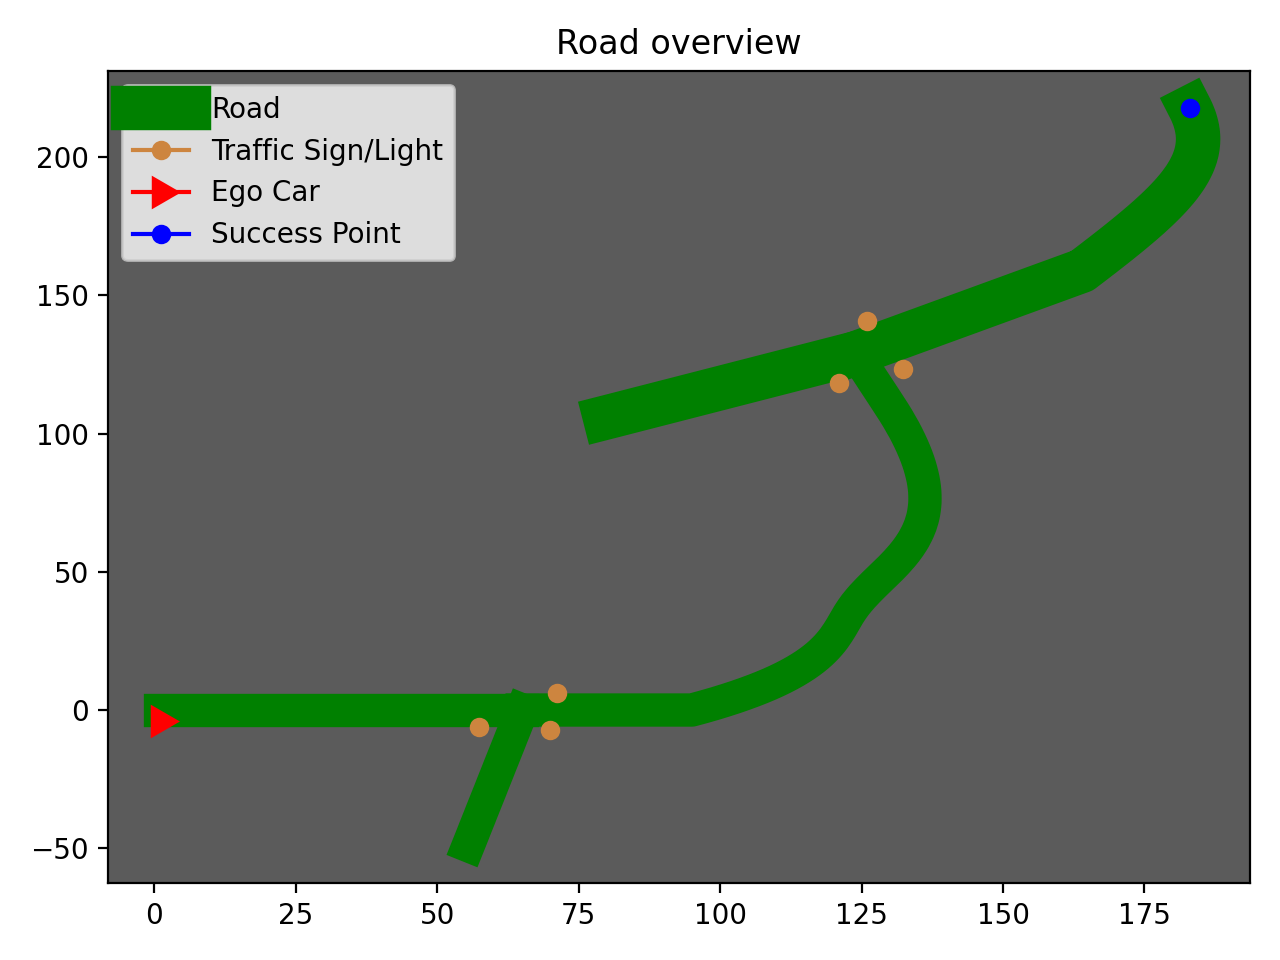 Road overview
Road
Traffic Sign/Light
Ego Car
Success Point
200
150
100
50
0
−50
0 25 50 75 100 125 150 175